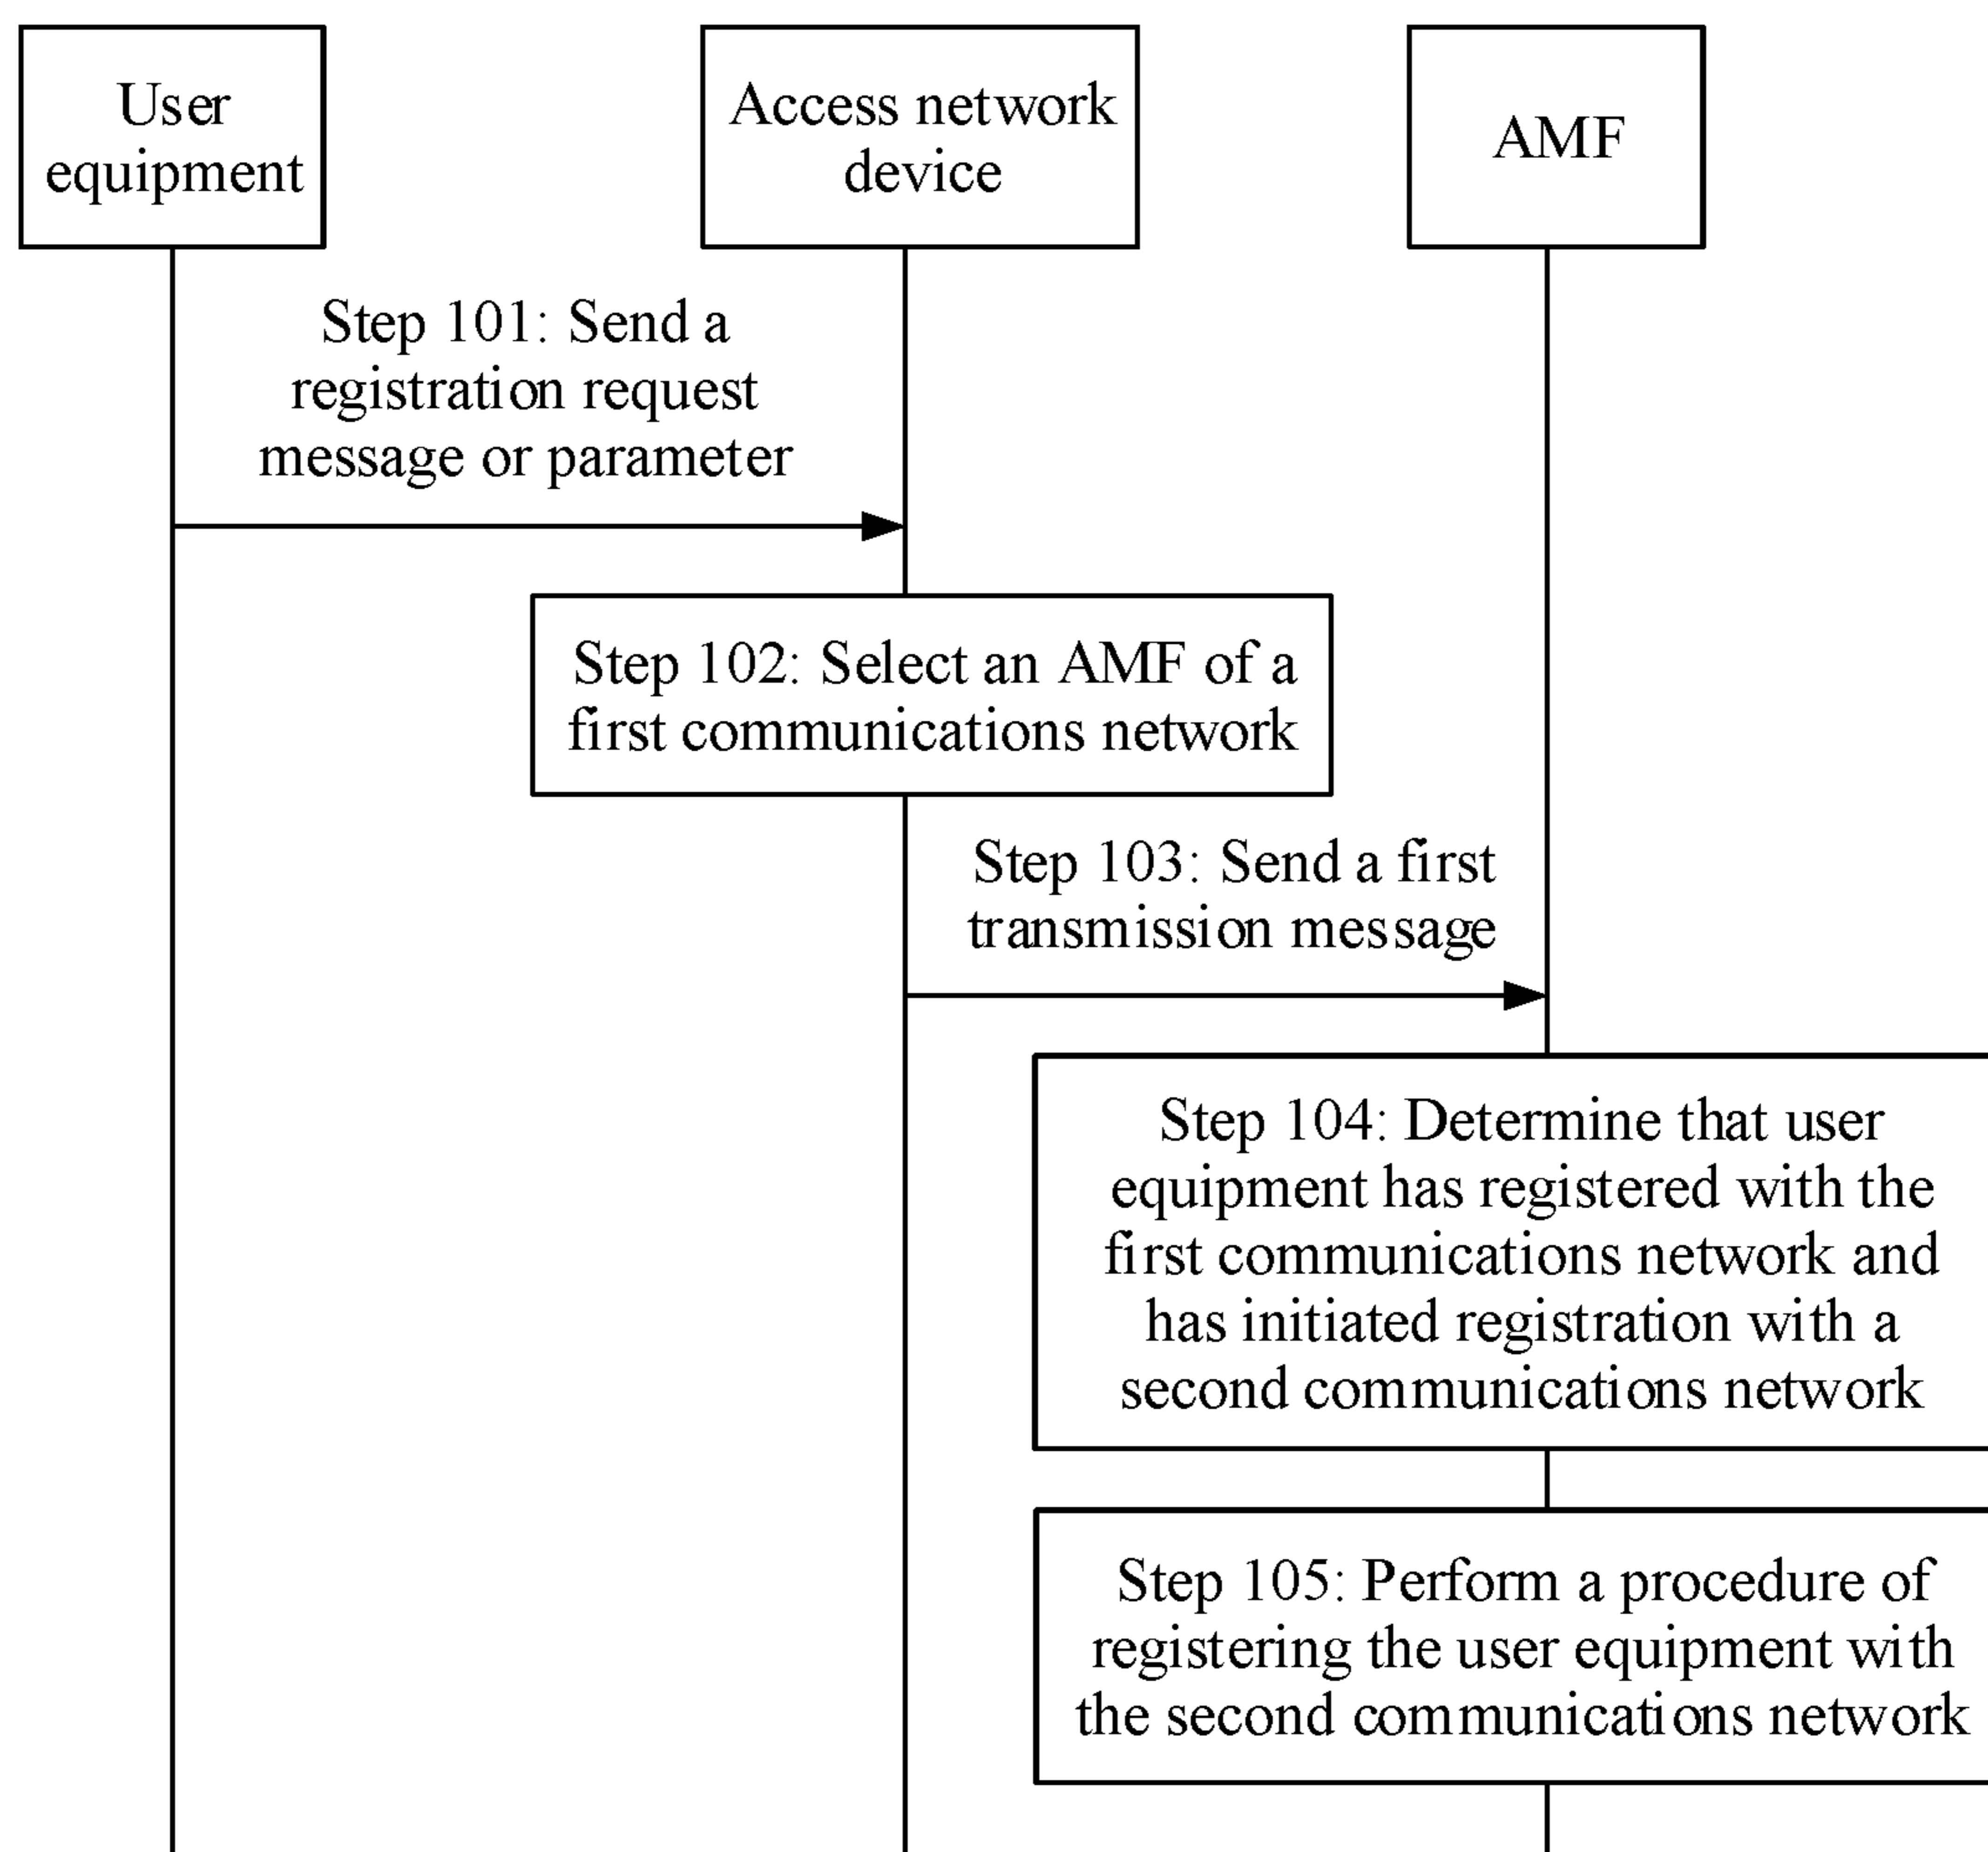 User
equipment
Access network
device
AMF
Step 101: Send a
registration request
message or parameter
Step 102: Select an AMF of a
first communications network
Step 103: Send a first
transmission message
Step 104: Determine that user
equipment has registered with the
first communications network and
has initiated registration with a
second communications network
Step 105: Perform a procedure of
registering the user equipment with
the second communications network